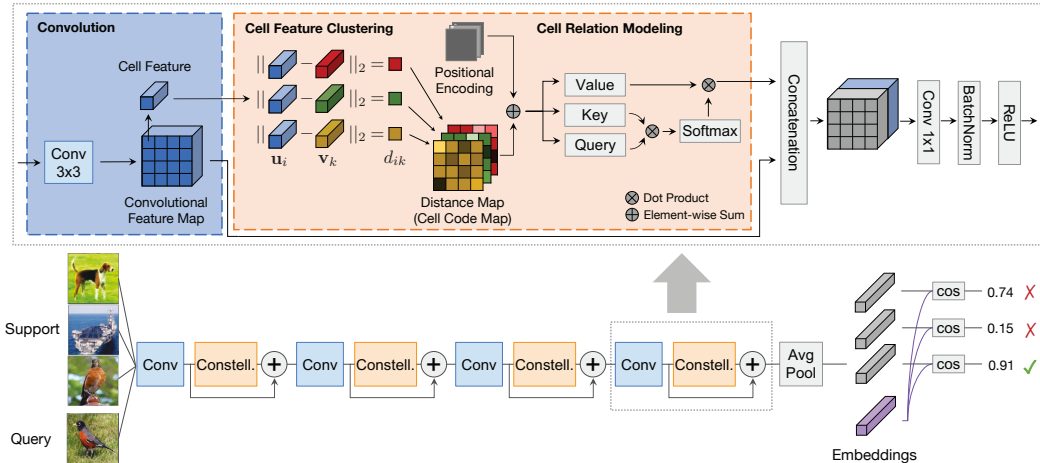 Convolution
Cell Feature
Conv
3x3
Convolutional
Feature Map
Cell Feature Clustering
|| − ||₂ =
|| − ||₂ =
|| − ||₂ =
uᵢ vₖ dᵢₖ
Positional
Encoding
Distance Map
(Cell Code Map)
Cell Relation Modeling
Value
Key
Query
Softmax
Dot Product
Element-wise Sum
Concatenation
Conv 1x1
BatchNorm
ReLU
Support
Query
Conv
Constell.
+
Conv
Constell.
+
Conv
Constell.
+
Conv
Constell.
+
Avg
Pool
Embeddings
cos 0.74 ✗
cos 0.15 ✗
cos 0.91 ✓